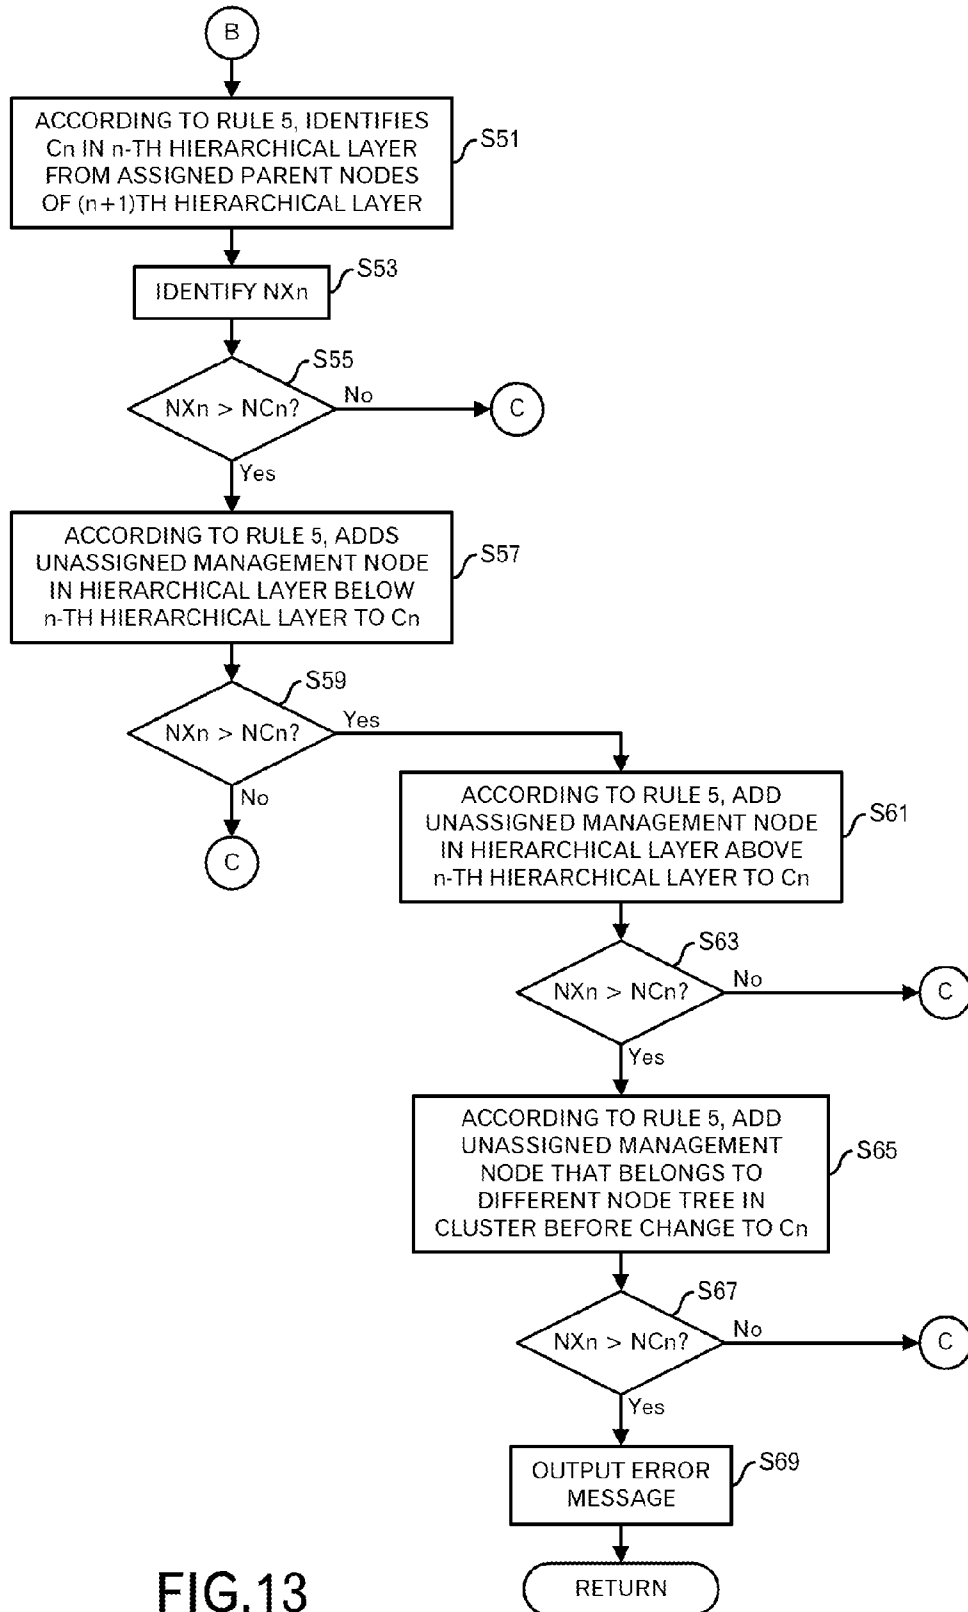 B
ACCORDING TO RULE 5, IDENTIFIES
Cn IN n-TH HIERARCHICAL LAYER
FROM ASSIGNED PARENT NODES
OF (n+1)TH HIERARCHICAL LAYER
S51
IDENTIFY NXn
S53
NXn > NCn?
S55
No
C
Yes
ACCORDING TO RULE 5, ADDS
UNASSIGNED MANAGEMENT NODE
IN HIERARCHICAL LAYER BELOW
n-TH HIERARCHICAL LAYER TO Cn
S57
NXn > NCn?
S59
Yes
No
C
ACCORDING TO RULE 5, ADD
UNASSIGNED MANAGEMENT NODE
IN HIERARCHICAL LAYER ABOVE
n-TH HIERARCHICAL LAYER TO Cn
S61
NXn > NCn?
S63
No
C
Yes
ACCORDING TO RULE 5, ADD
UNASSIGNED MANAGEMENT
NODE THAT BELONGS TO
DIFFERENT NODE TREE IN
CLUSTER BEFORE CHANGE TO Cn
S65
NXn > NCn?
S67
No
C
Yes
OUTPUT ERROR
MESSAGE
S69
RETURN
FIG.13